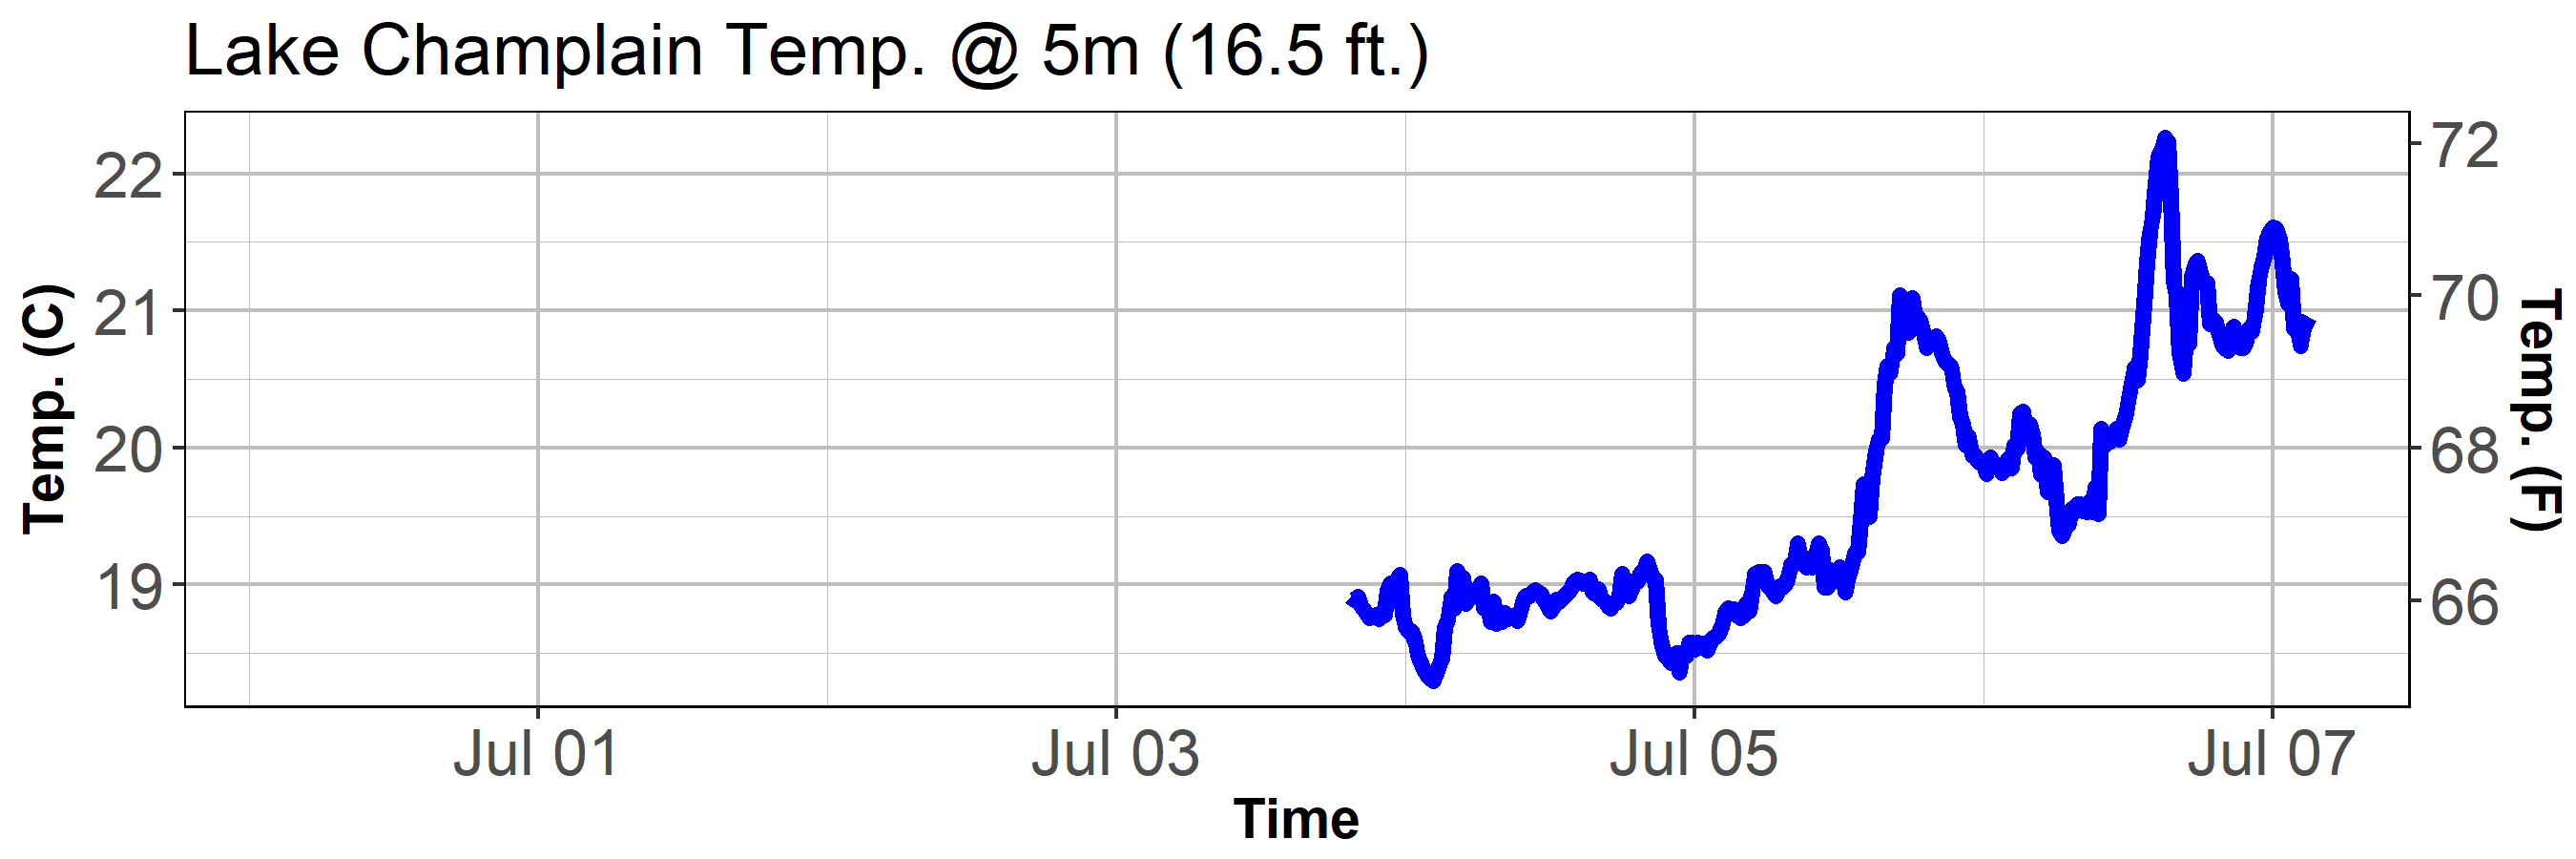 Lake Champlain Temp. @ 5m (16.5 ft.)
Temp. (C)
22
21
20
19
72
70
68
66
Temp. (F)
Jul 01
Jul 03
Jul 05
Jul 07
Time